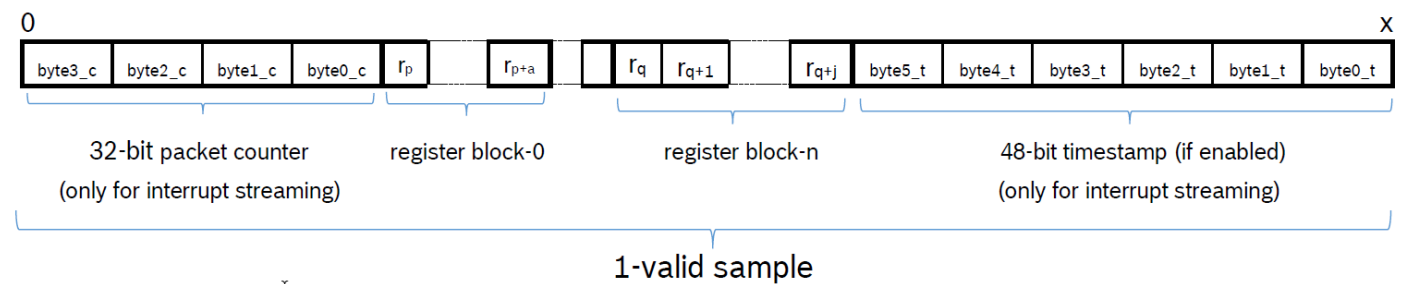 0 x
byte3_c byte2_c byte1_c byte0_c rp rp+a rq rq+1 rq+j byte5_t byte4_t byte3_t byte2_t byte1_t byte0_t
32-bit packet counter register block-0 register block-n 48-bit timestamp (if enabled)
(only for interrupt streaming) (only for interrupt streaming)
1-valid sample